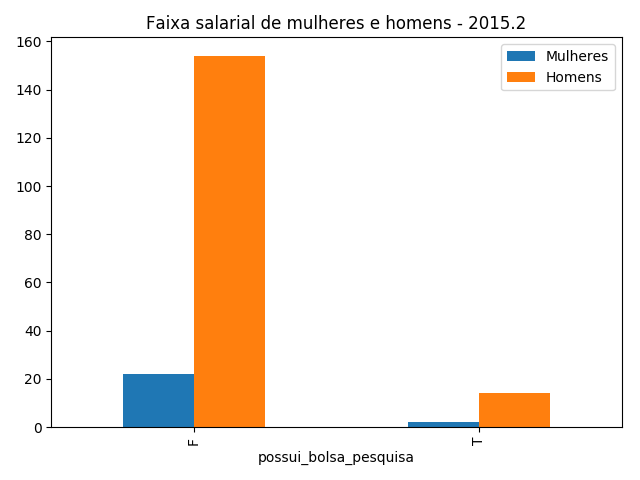 Faixa salarial de mulheres e homens - 2015.2
Mulheres
Homens
160
140
120
100
80
60
40
20
0
F
T
possui_bolsa_pesquisa